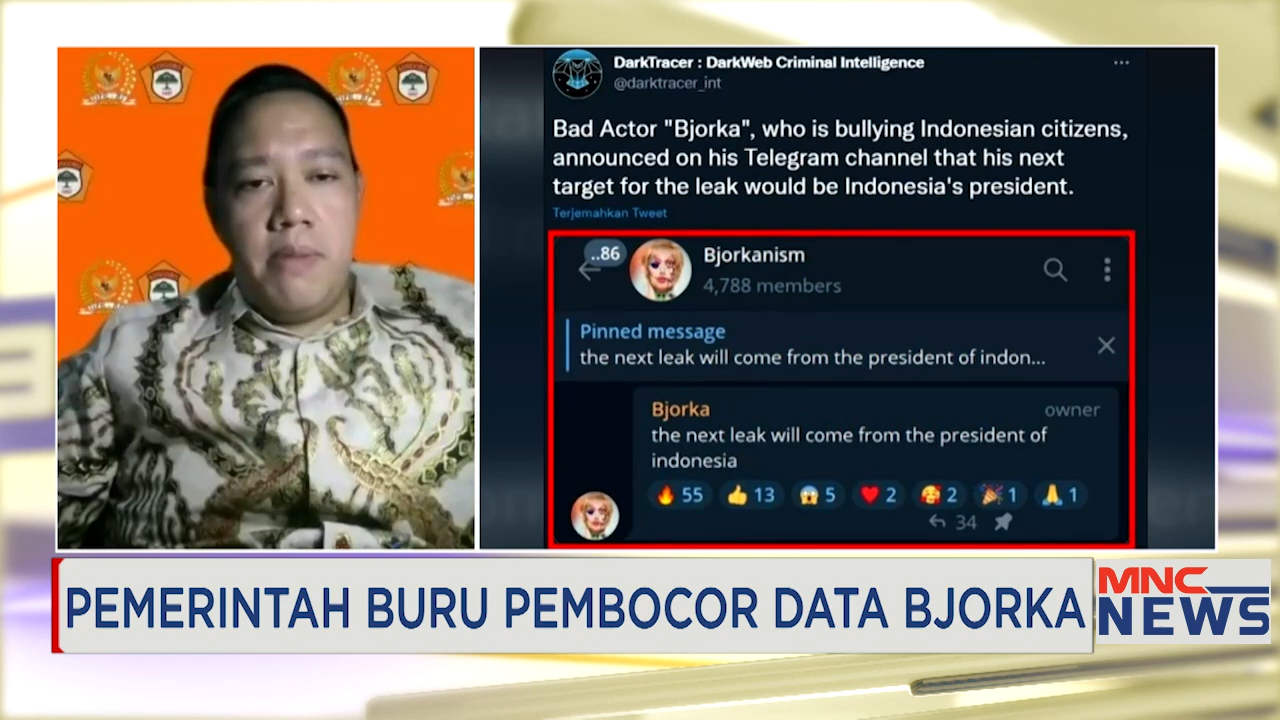 DarkTracer : DarkWeb Criminal Intelligence
@darktracer_int
Bad Actor "Bjorka", who is bullying Indonesian citizens,
announced on his Telegram channel that his next
target for the leak would be Indonesia's president.
Terjemahkan Tweet
..86
Bjorkanism
4,788 members
Pinned message
the next leak will come from the president of indon...
Bjorka
owner
the next leak will come from the president of
indonesia
55 13 5 2 2 1 1
34
PEMERINTAH BURU PEMBOCOR DATA BJORKA
MNC
NEWS